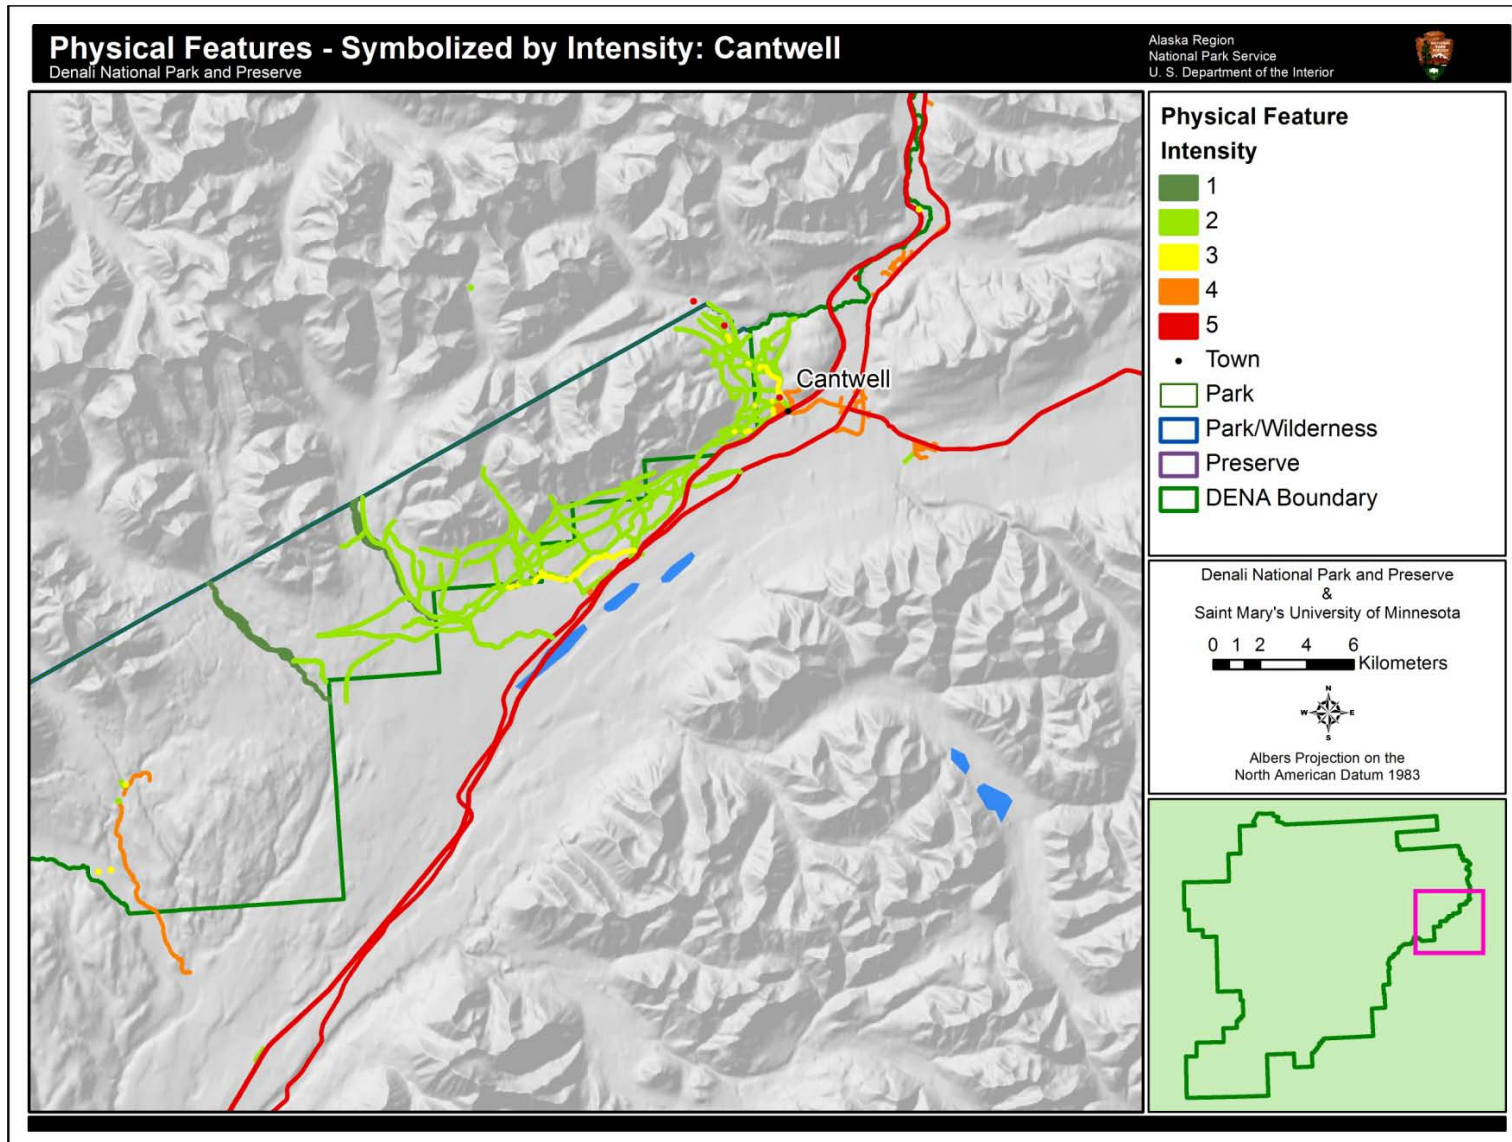 Physical Features - Symbolized by Intensity: Cantwell
Denali National Park and Preserve
Alaska Region
National Park Service
U. S. Department of the Interior
Cantwell
Physical Feature
Intensity
1
2
3
4
5
Town
Park
Park/Wilderness
Preserve
DENA Boundary
Denali National Park and Preserve
&
Saint Mary's University of Minnesota
0 1 2 4 6
Kilometers
N
W E
S
Albers Projection on the
North American Datum 1983